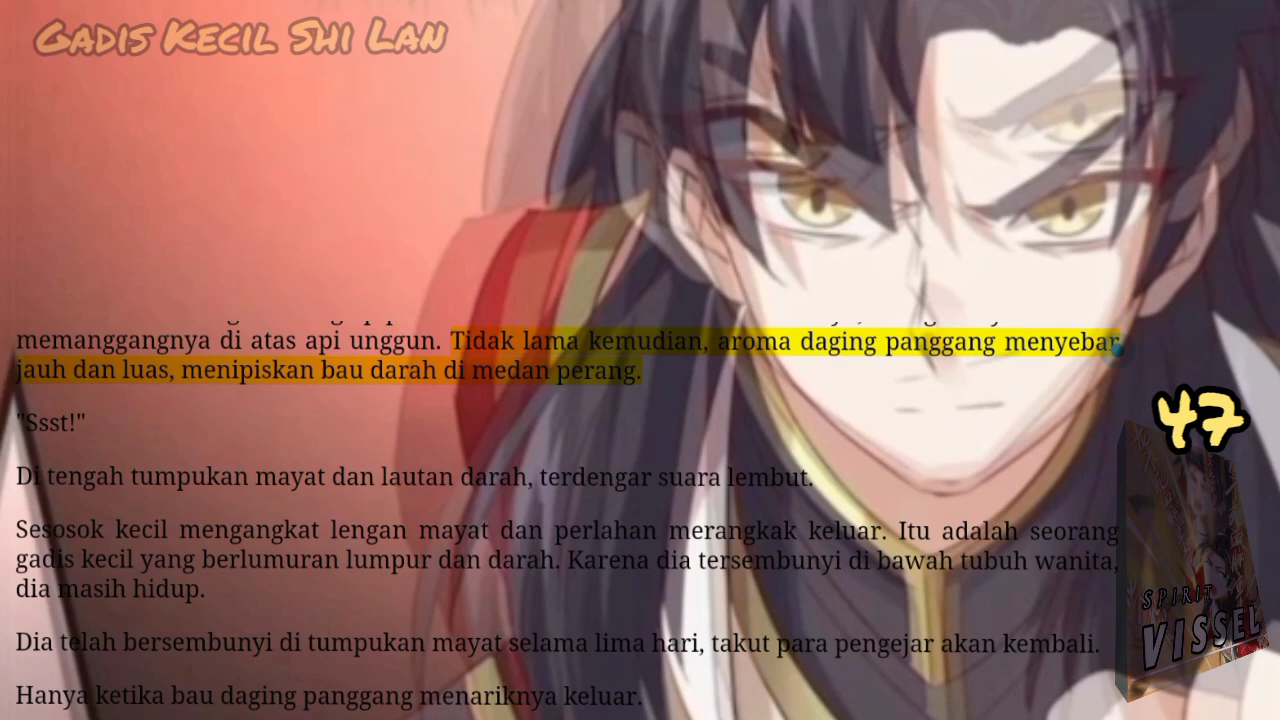 Gadis Kecil Shi Lan
memanggangnya di atas api unggun. Tidak lama kemudian, aroma daging panggang menyebar
jauh dan luas, menipiskan bau darah di medan perang.
"Ssst!"
Di tengah tumpukan mayat dan lautan darah, terdengar suara lembut.
Sesosok kecil mengangkat lengan mayat dan perlahan merangkak keluar. Itu adalah seorang
gadis kecil yang berlumuran lumpur dan darah. Karena dia tersembunyi di bawah tubuh wanita,
dia masih hidup.
Dia telah bersembunyi di tumpukan mayat selama lima hari, takut para pengejar akan kembali.
Hanya ketika bau daging panggang menariknya keluar.
47
SPIRIT
VISSEL